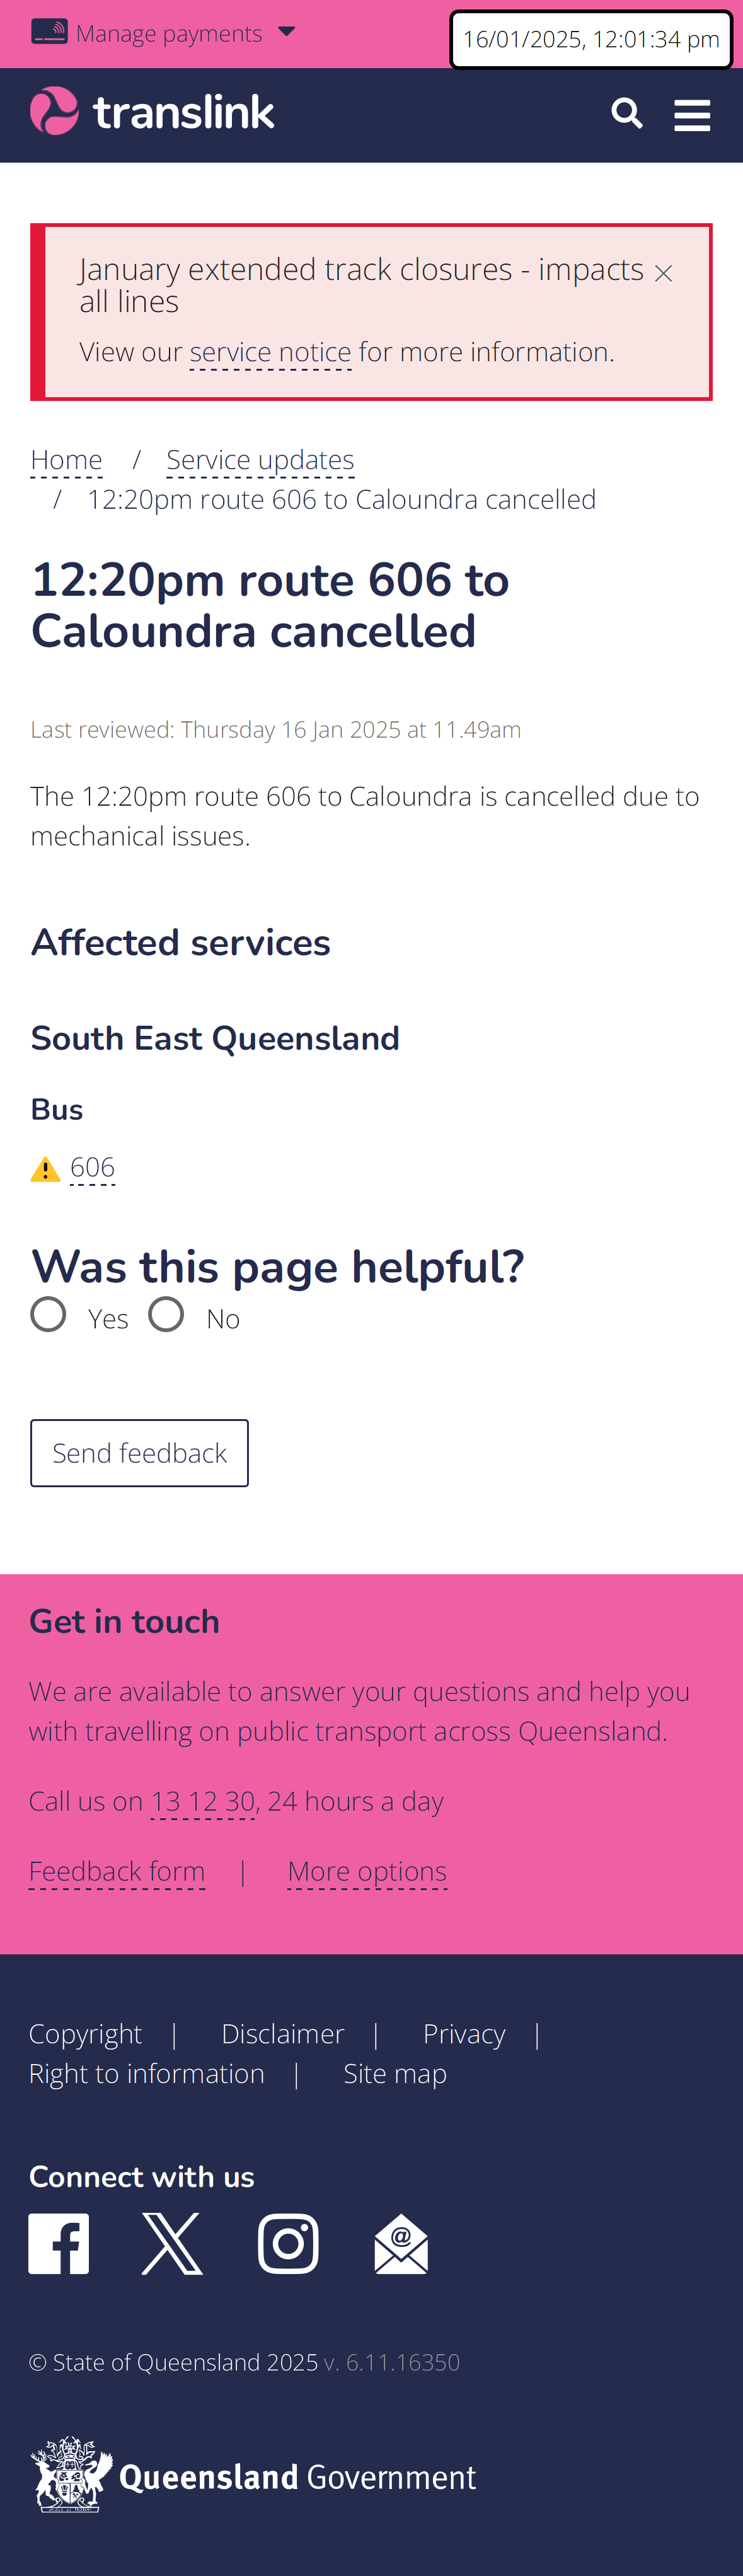 Manage payments
16/01/2025, 12:01:34 pm
translink
January extended track closures - impacts
all lines
View our service notice for more information.
Home / Service updates
/ 12:20pm route 606 to Caloundra cancelled
12:20pm route 606 to
Caloundra cancelled
Last reviewed: Thursday 16 Jan 2025 at 11.49am
The 12:20pm route 606 to Caloundra is cancelled due to
mechanical issues.
Affected services
South East Queensland
Bus
606
Was this page helpful?
Yes No
Send feedback
Get in touch
We are available to answer your questions and help you
with travelling on public transport across Queensland.
Call us on 13 12 30, 24 hours a day
Feedback form | More options
Copyright | Disclaimer | Privacy |
Right to information | Site map
Connect with us
© State of Queensland 2025 v. 6.11.16350
Queensland Government